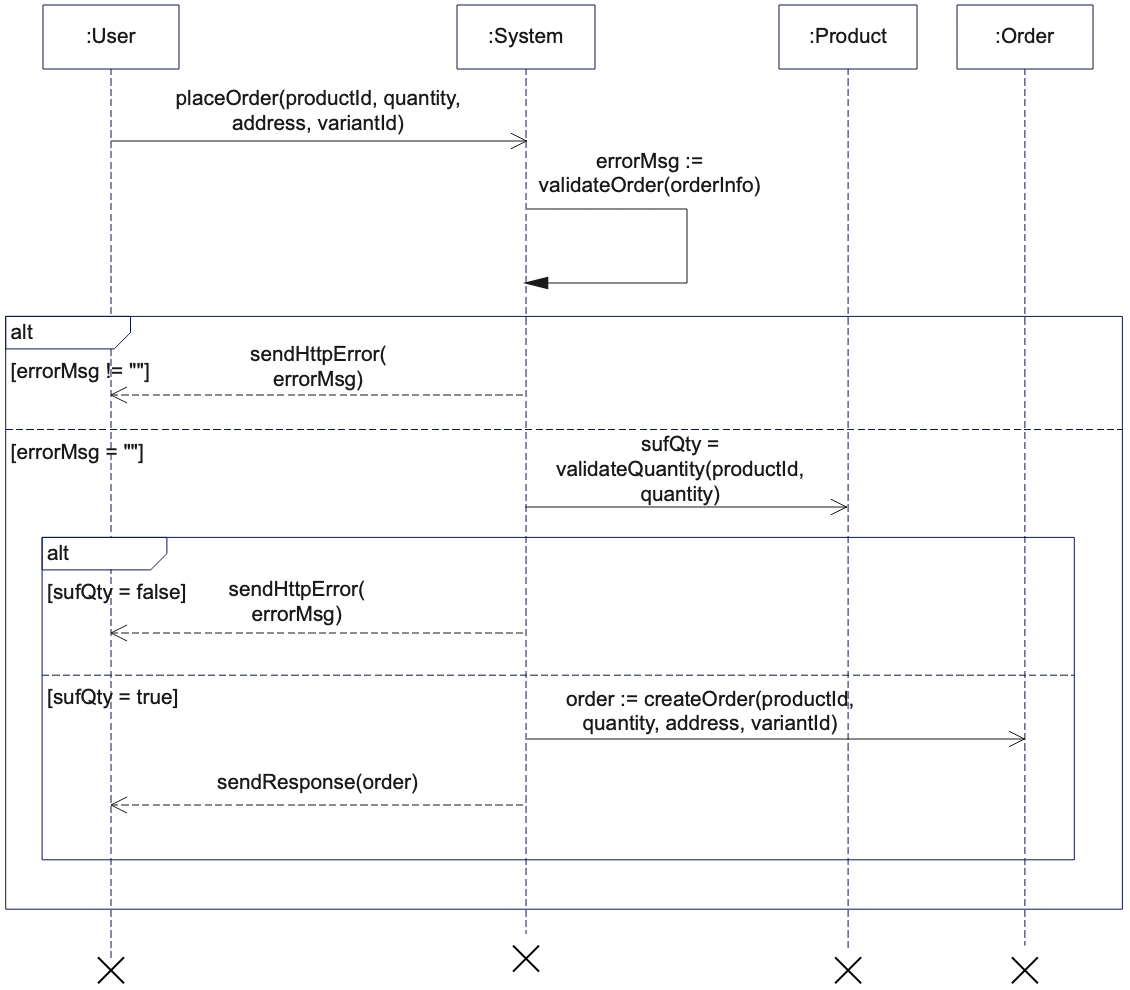 :User
:System
:Product
:Order
placeOrder(productId, quantity,
address, variantId)
errorMsg :=
validateOrder(orderInfo)
alt
[errorMsg != ""]
sendHttpError(
errorMsg)
[errorMsg = ""]
sufQty =
validateQuantity(productId,
quantity)
alt
[sufQty = false]
sendHttpError(
errorMsg)
[sufQty = true]
order := createOrder(productId,
quantity, address, variantId)
sendResponse(order)